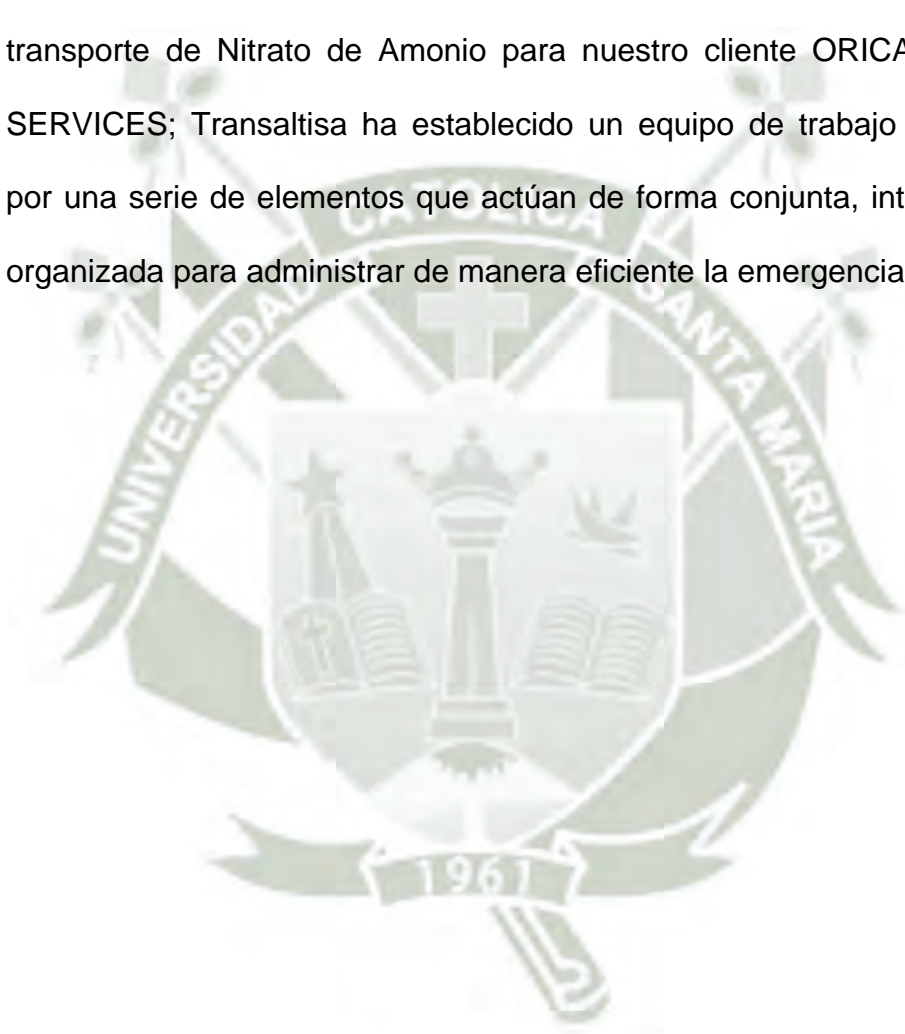 transporte de Nitrato de Amonio para nuestro cliente ORICA
SERVICES; Transaltisa ha establecido un equipo de trabajo
por una serie de elementos que actúan de forma conjunta, int
organizada para administrar de manera eficiente la emergencia
UNIVERSIDAD CATOLICA SANTA MARIA
1961